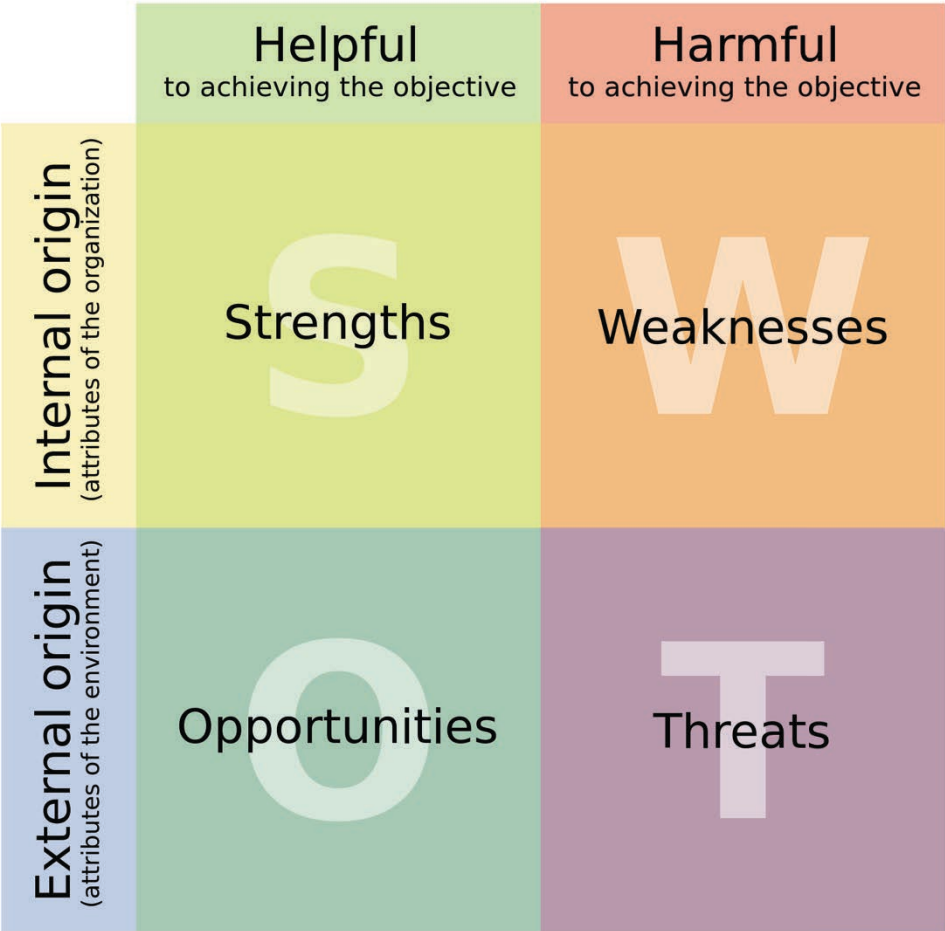 Helpful
to achieving the objective
Harmful
to achieving the objective
Internal origin
(attributes of the organization)
S
Strengths
W
Weaknesses
External origin
(attributes of the environment)
O
Opportunities
T
Threats